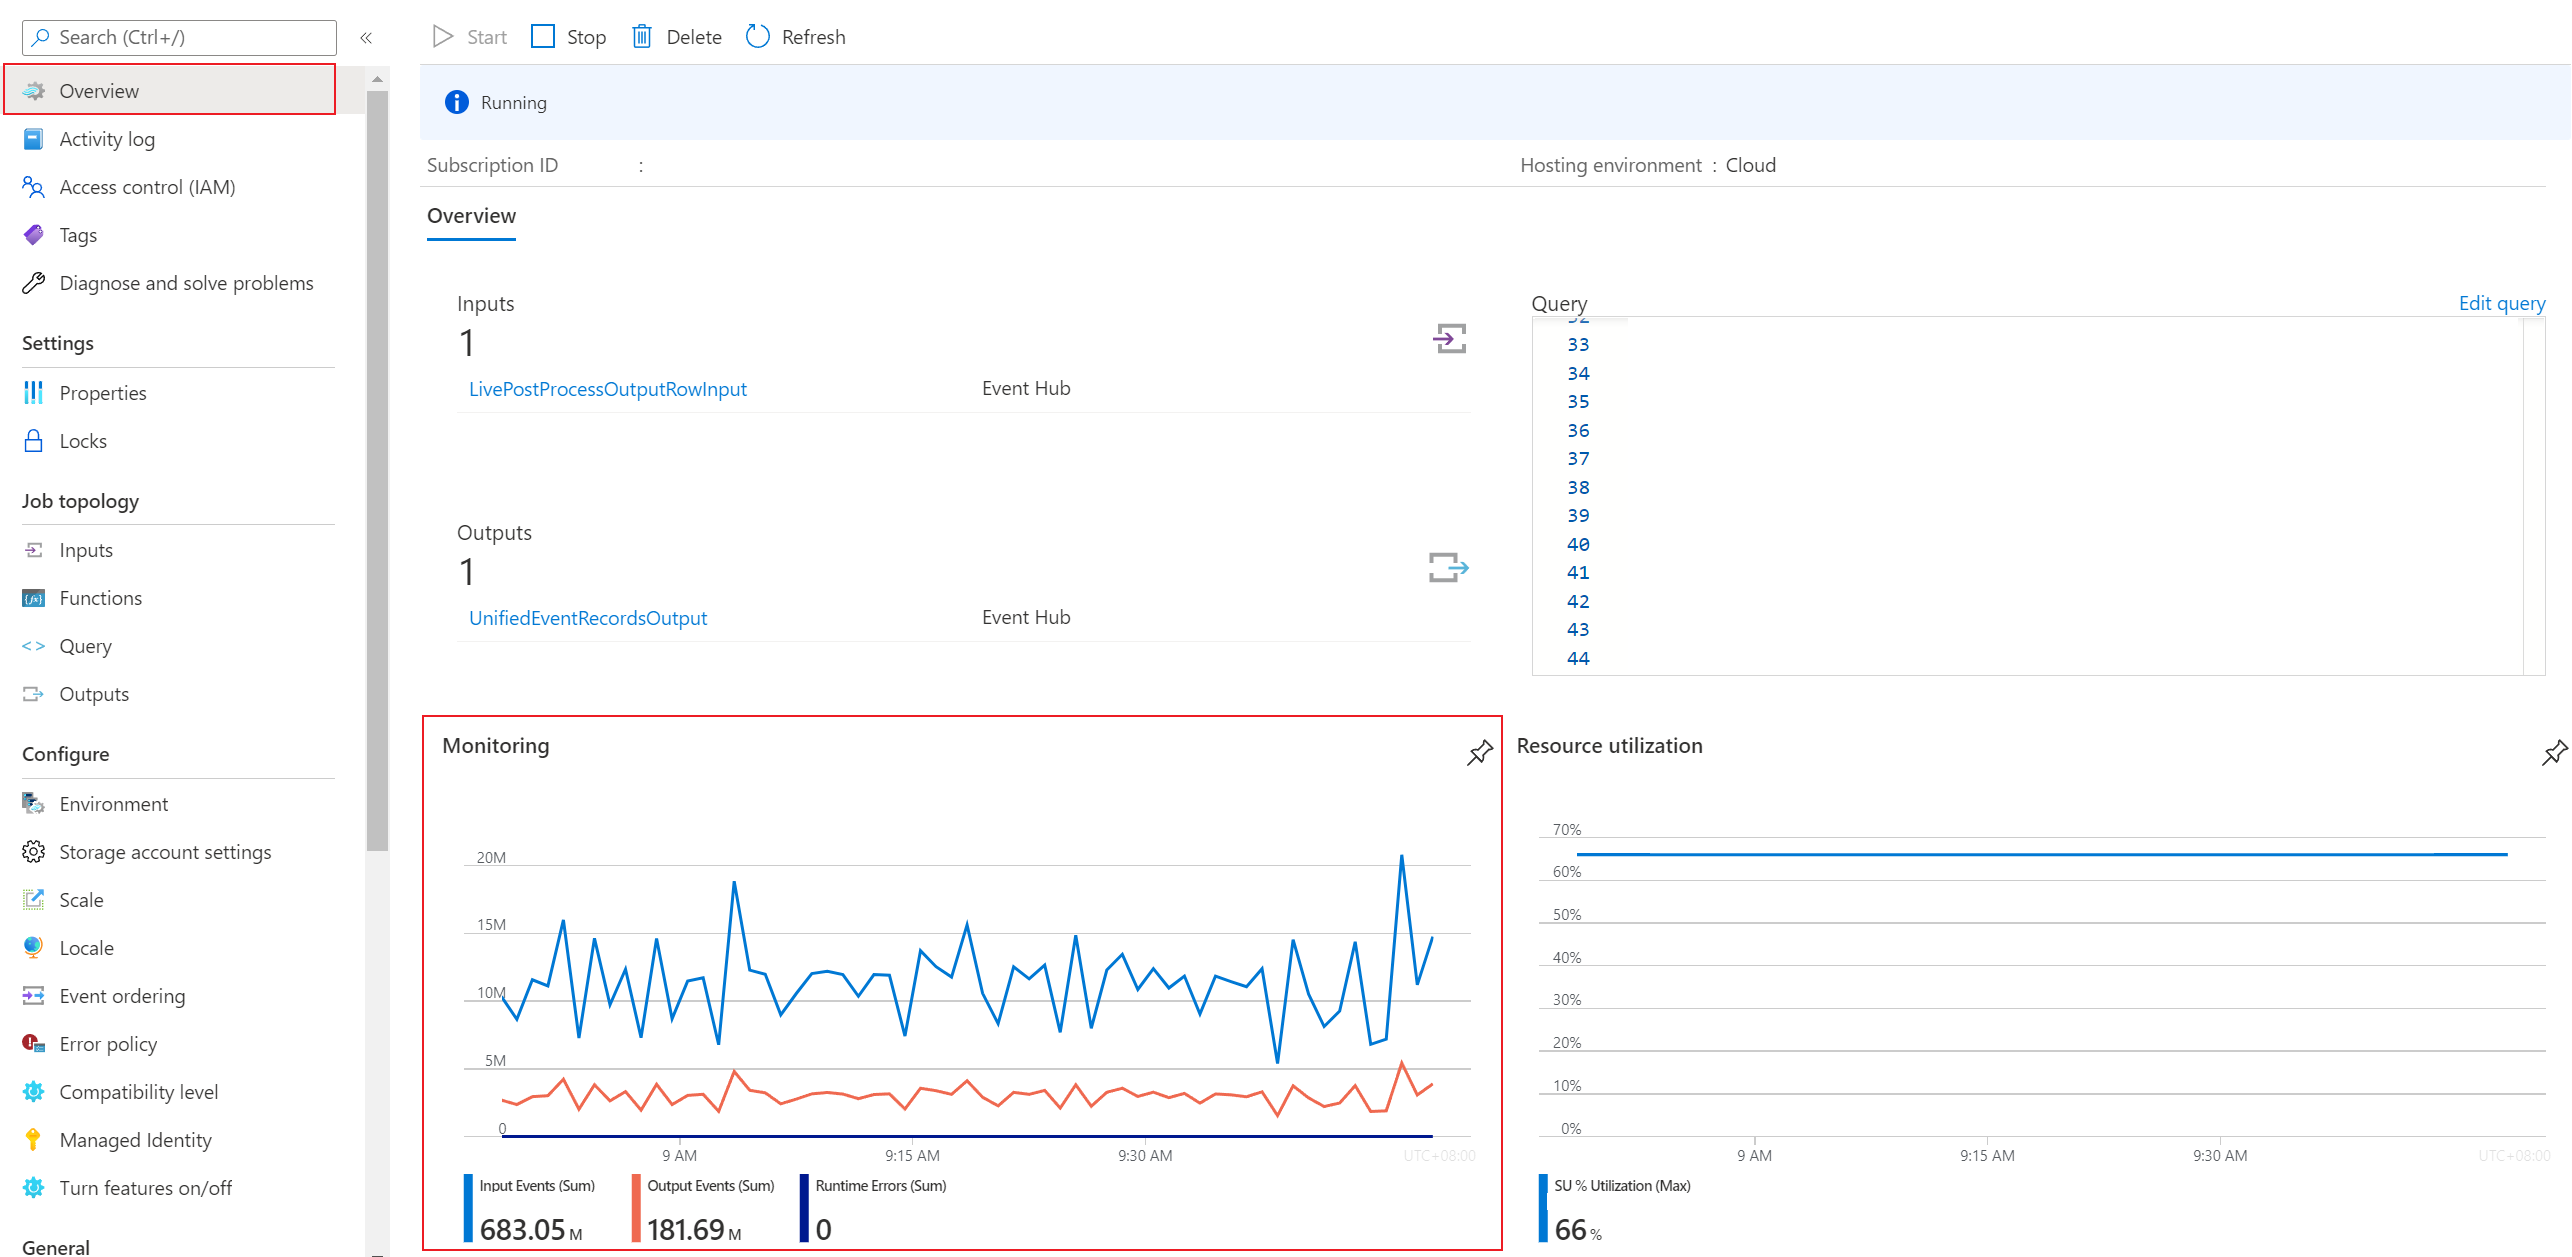 Search (Ctrl+/)
«
Overview
Activity log
Access control (IAM)
Tags
Diagnose and solve problems
Settings
Properties
Locks
Job topology
Inputs
Functions
Query
Outputs
Configure
Environment
Storage account settings
Scale
Locale
Event ordering
Error policy
Compatibility level
Managed Identity
Turn features on/off
General
Start Stop Delete Refresh
Running
Subscription ID :
Hosting environment : Cloud
Overview
Inputs
1
LivePostProcessOutputRowInput Event Hub
Outputs
1
UnifiedEventRecordsOutput Event Hub
Query Edit query
32
33
34
35
36
37
38
39
40
41
42
43
44
Monitoring
20M
15M
10M
5M
0
9 AM 9:15 AM 9:30 AM UTC+08:00
Input Events (Sum) Output Events (Sum) Runtime Errors (Sum)
683.05 M 181.69 M 0
Resource utilization
70%
60%
50%
40%
30%
20%
10%
0%
9 AM 9:15 AM 9:30 AM UTC+08:00
SU % Utilization (Max)
66 %